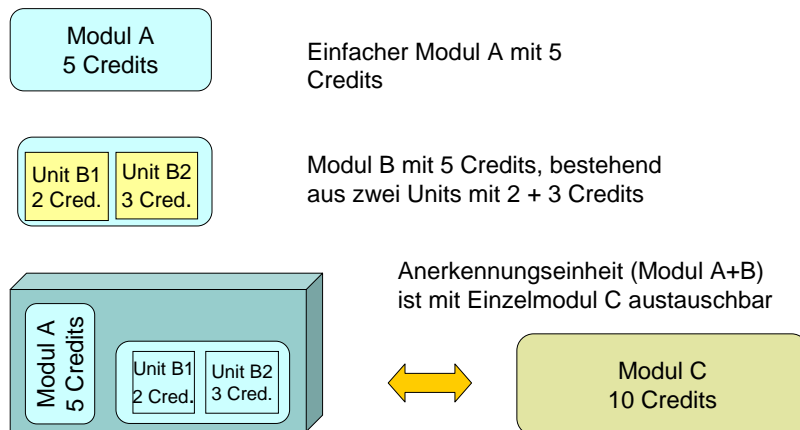 Modul A
5 Credits
Einfacher Modul A mit 5
Credits
Unit B1
2 Cred.
Unit B2
3 Cred.
Modul B mit 5 Credits, bestehend
aus zwei Units mit 2 + 3 Credits
Anerkennungseinheit (Modul A+B)
ist mit Einzelmodul C austauschbar
Modul A
5 Credits
Unit B1
2 Cred.
Unit B2
3 Cred.
Modul C
10 Credits